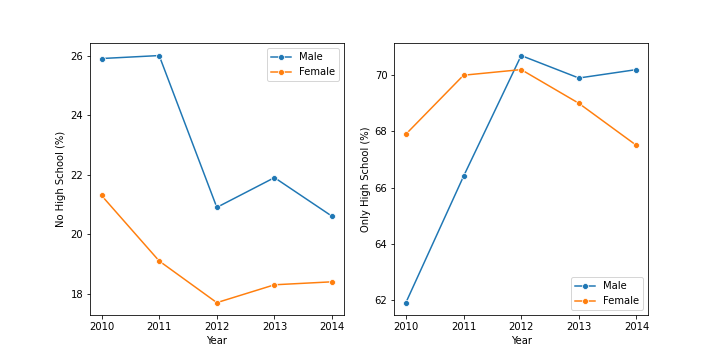 No High School (%)
26
24
22
20
18
2010 2011 2012 2013 2014
Year
Male
Female
Only High School (%)
70
68
66
64
62
2010 2011 2012 2013 2014
Year
Male
Female